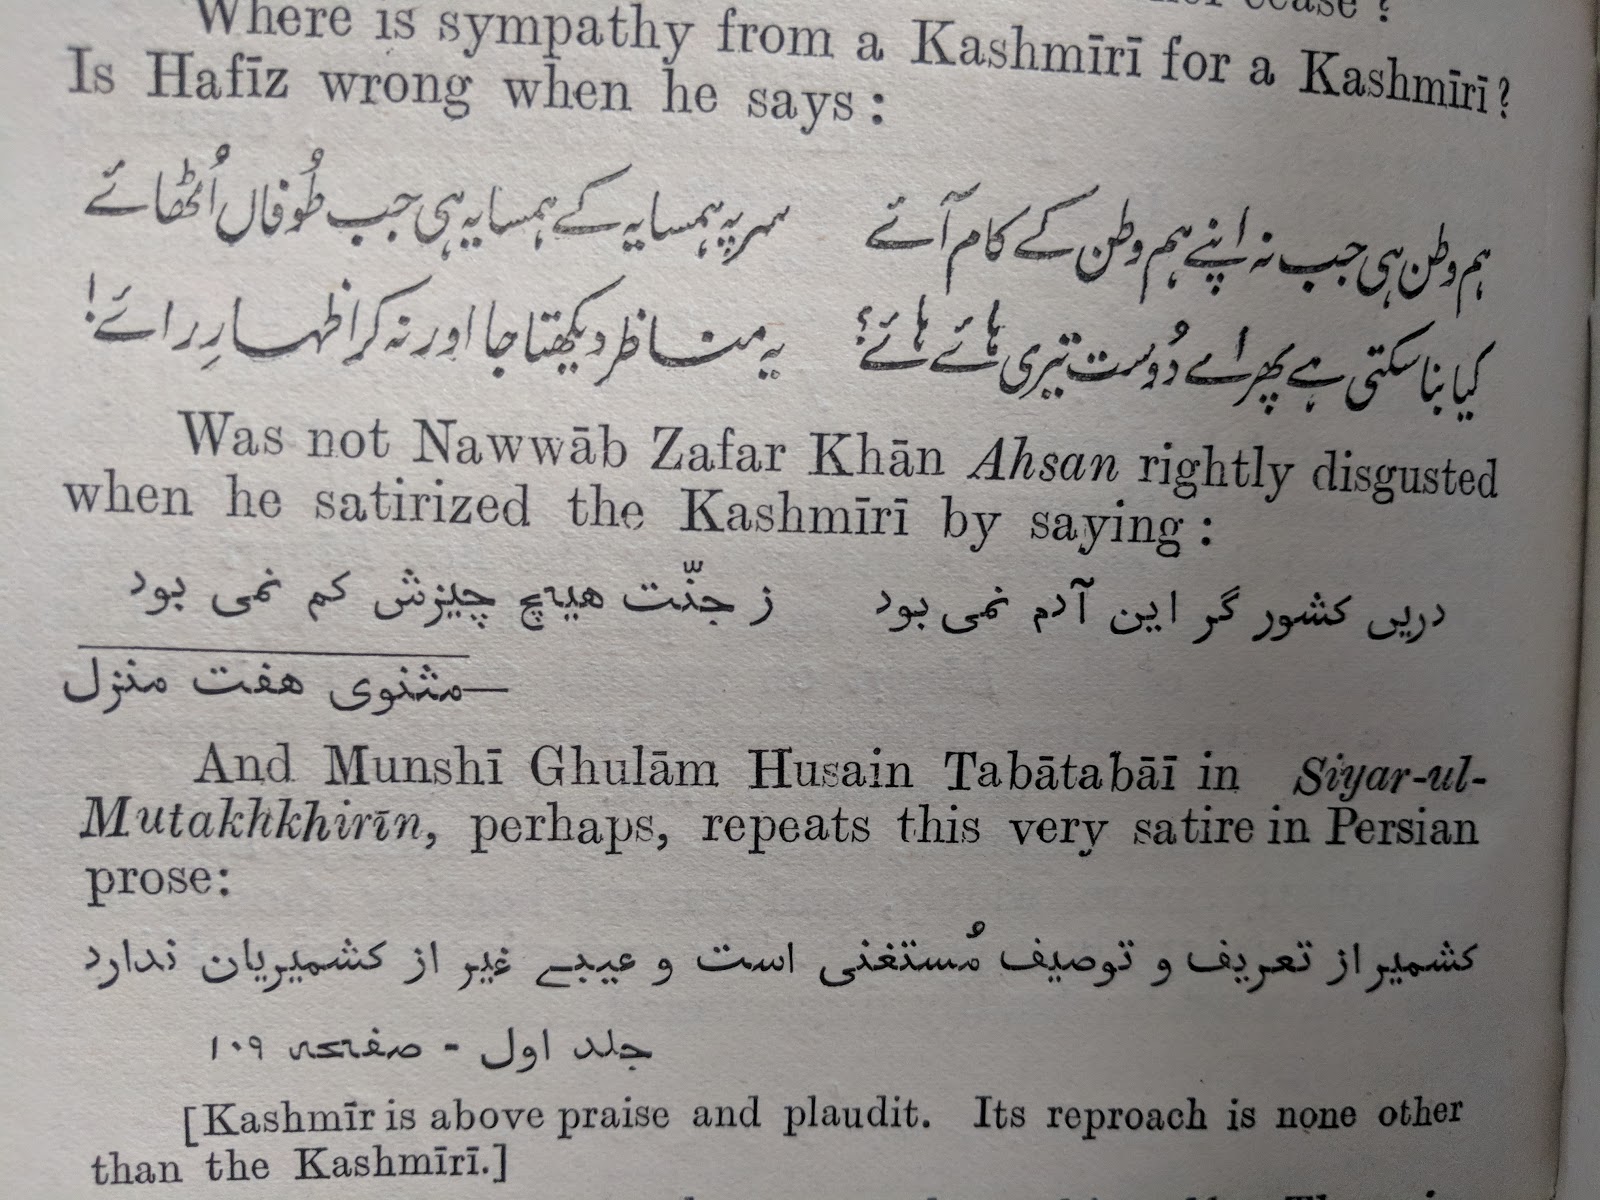 cease ?
Where is sympathy from a Kashmīrī for a Kashmīrī ?
Is Hafīz wrong when he says :
ہم وطن ہی جب نہ اپنے ہم وطن کے کام آئے سر پہ ہمسایہ کے ہمسایہ ہی جب طُوفاں اُٹھائے
کیا بنا سکتی ہے پھر اے دُوست تیری ہائے ہائے؟ یہ مناظر دیکھتا جا اور نہ کر اظہارِ رائے!
Was not Nawwāb Zafar Khān Ahsan rightly disgusted
when he satirized the Kashmīrī by saying :
دریں کشور گر این آدم نمی بود ز جنّت هیچ چیزش کم نمی بود
—مثنوی هفت منزل
And Munshī Ghulām Husain Tabātabāī in Siyar-ul-
Mutakhkhirīn, perhaps, repeats this very satire in Persian
prose:
کشمیر از تعریف و توصیف مُستغنی است و عیبے غیر از کشمیریان ندارد
جلد اول - صفحه ۱۰۹
[Kashmīr is above praise and plaudit. Its reproach is none other
than the Kashmīrī.]